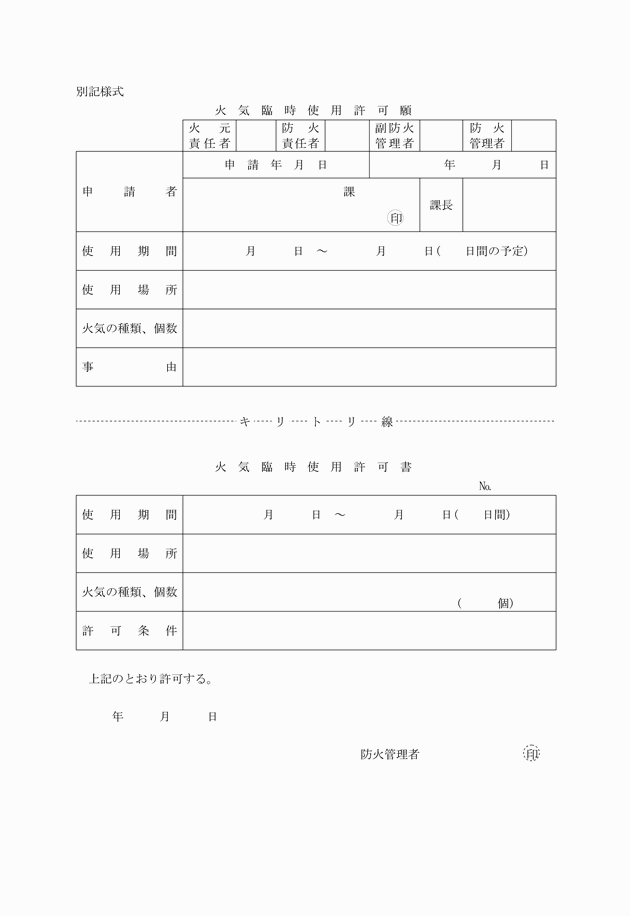 別記様式
火気臨時使用許可願
火元責任者 防火責任者 副防火管理者 防火管理者
申請者 申請年月日 年 月 日
課 印 課長
使用期間 月 日 ～ 月 日( 日間の予定)
使用場所
火気の種類、個数
事由
キリトリ線
火気臨時使用許可書
№
使用期間 月 日 ～ 月 日( 日間)
使用場所
火気の種類、個数 ( 個)
許可条件
上記のとおり許可する。
年 月 日
防火管理者 印